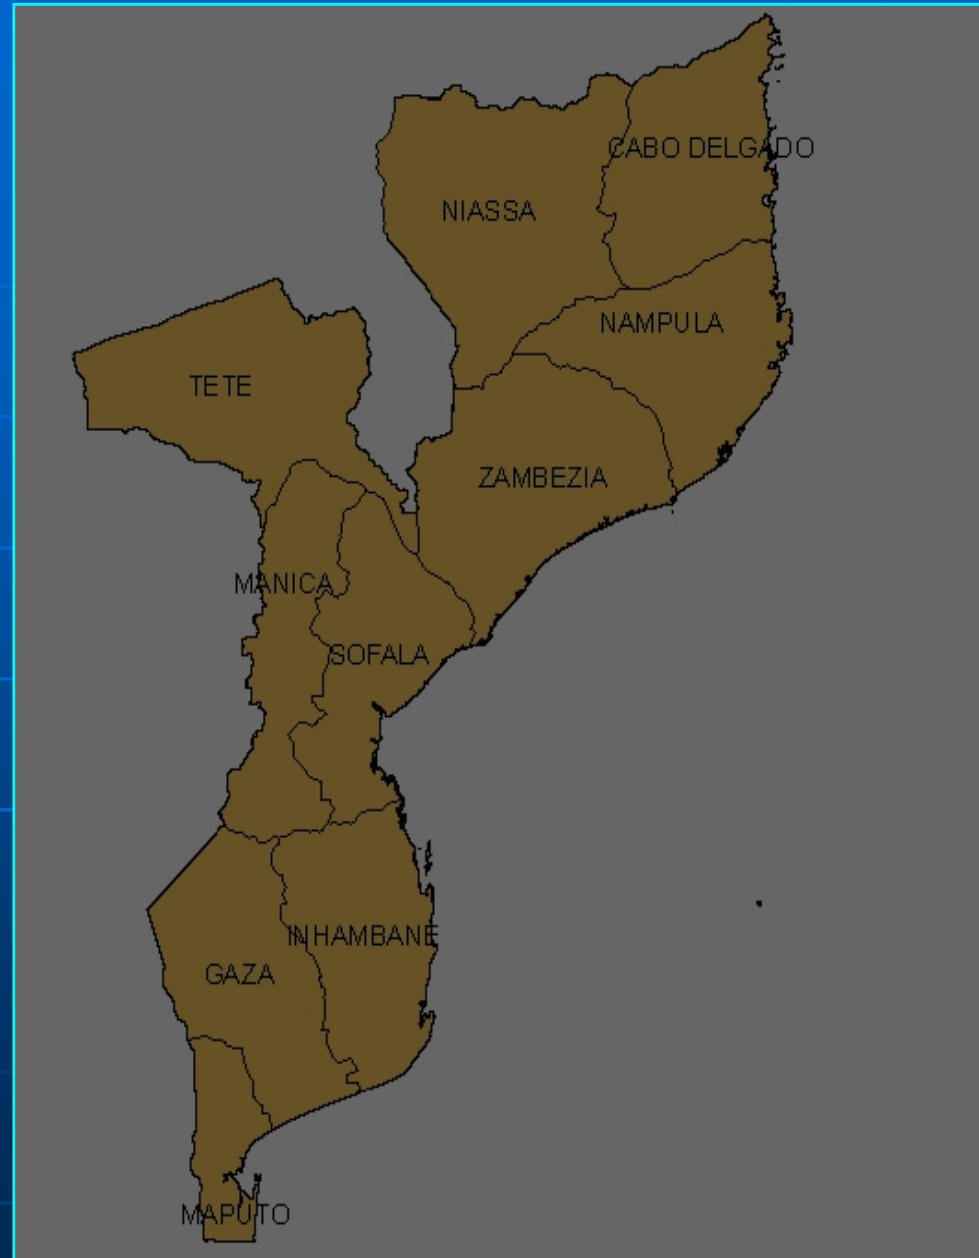 CABO DELGADO
NIASSA
NAMPULA
TETE
ZAMBEZIA
MANICA
SOFALA
INHAMBANE
GAZA
MAPUTO